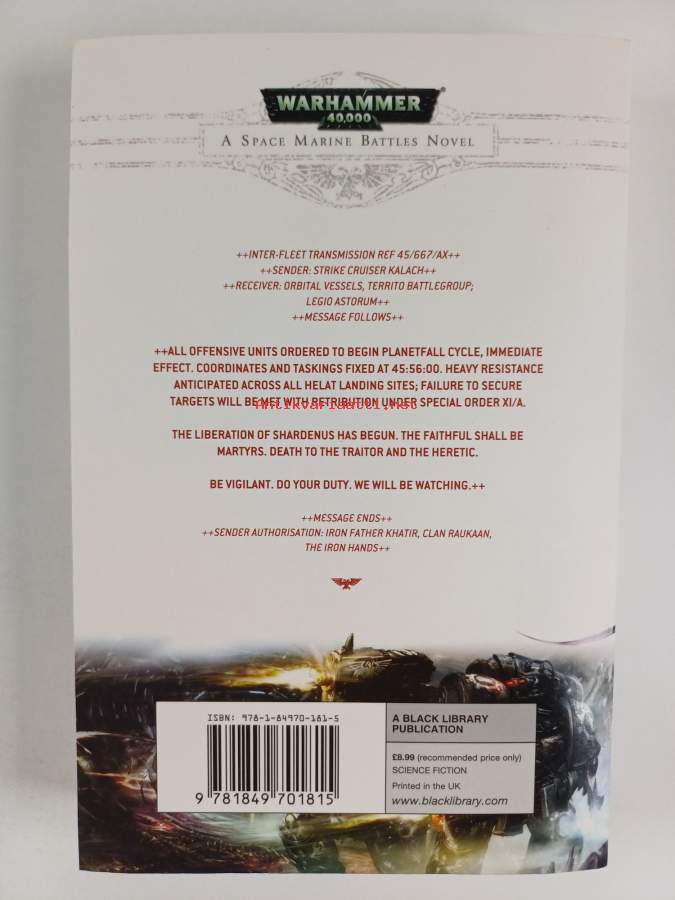 WARHAMMER®
40,000
A SPACE MARINE BATTLES NOVEL
++INTER-FLEET TRANSMISSION REF 45/667/AX++
++SENDER: STRIKE CRUISER KALACH++
++RECEIVER: ORBITAL VESSELS, TERRITO BATTLEGROUP;
LEGIO ASTORUM++
++MESSAGE FOLLOWS++
++ALL OFFENSIVE UNITS ORDERED TO BEGIN PLANETFALL CYCLE, IMMEDIATE
EFFECT. COORDINATES AND TASKINGS FIXED AT 45:56:00. HEAVY RESISTANCE
ANTICIPATED ACROSS ALL HELAT LANDING SITES; FAILURE TO SECURE
TARGETS WILL BE MET WITH RETRIBUTION UNDER SPECIAL ORDER XI/A.
Antikvariaatti.net
THE LIBERATION OF SHARDENUS HAS BEGUN. THE FAITHFUL SHALL BE
MARTYRS. DEATH TO THE TRAITOR AND THE HERETIC.
BE VIGILANT. DO YOUR DUTY. WE WILL BE WATCHING.++
++MESSAGE ENDS++
++SENDER AUTHORISATION: IRON FATHER KHATIR, CLAN RAUKAAN,
THE IRON HANDS++
ISBN: 978-1-84970-181-5
9 781849 701815
A BLACK LIBRARY
PUBLICATION
£8.99 (recommended price only)
SCIENCE FICTION
Printed in the UK
www.blacklibrary.com